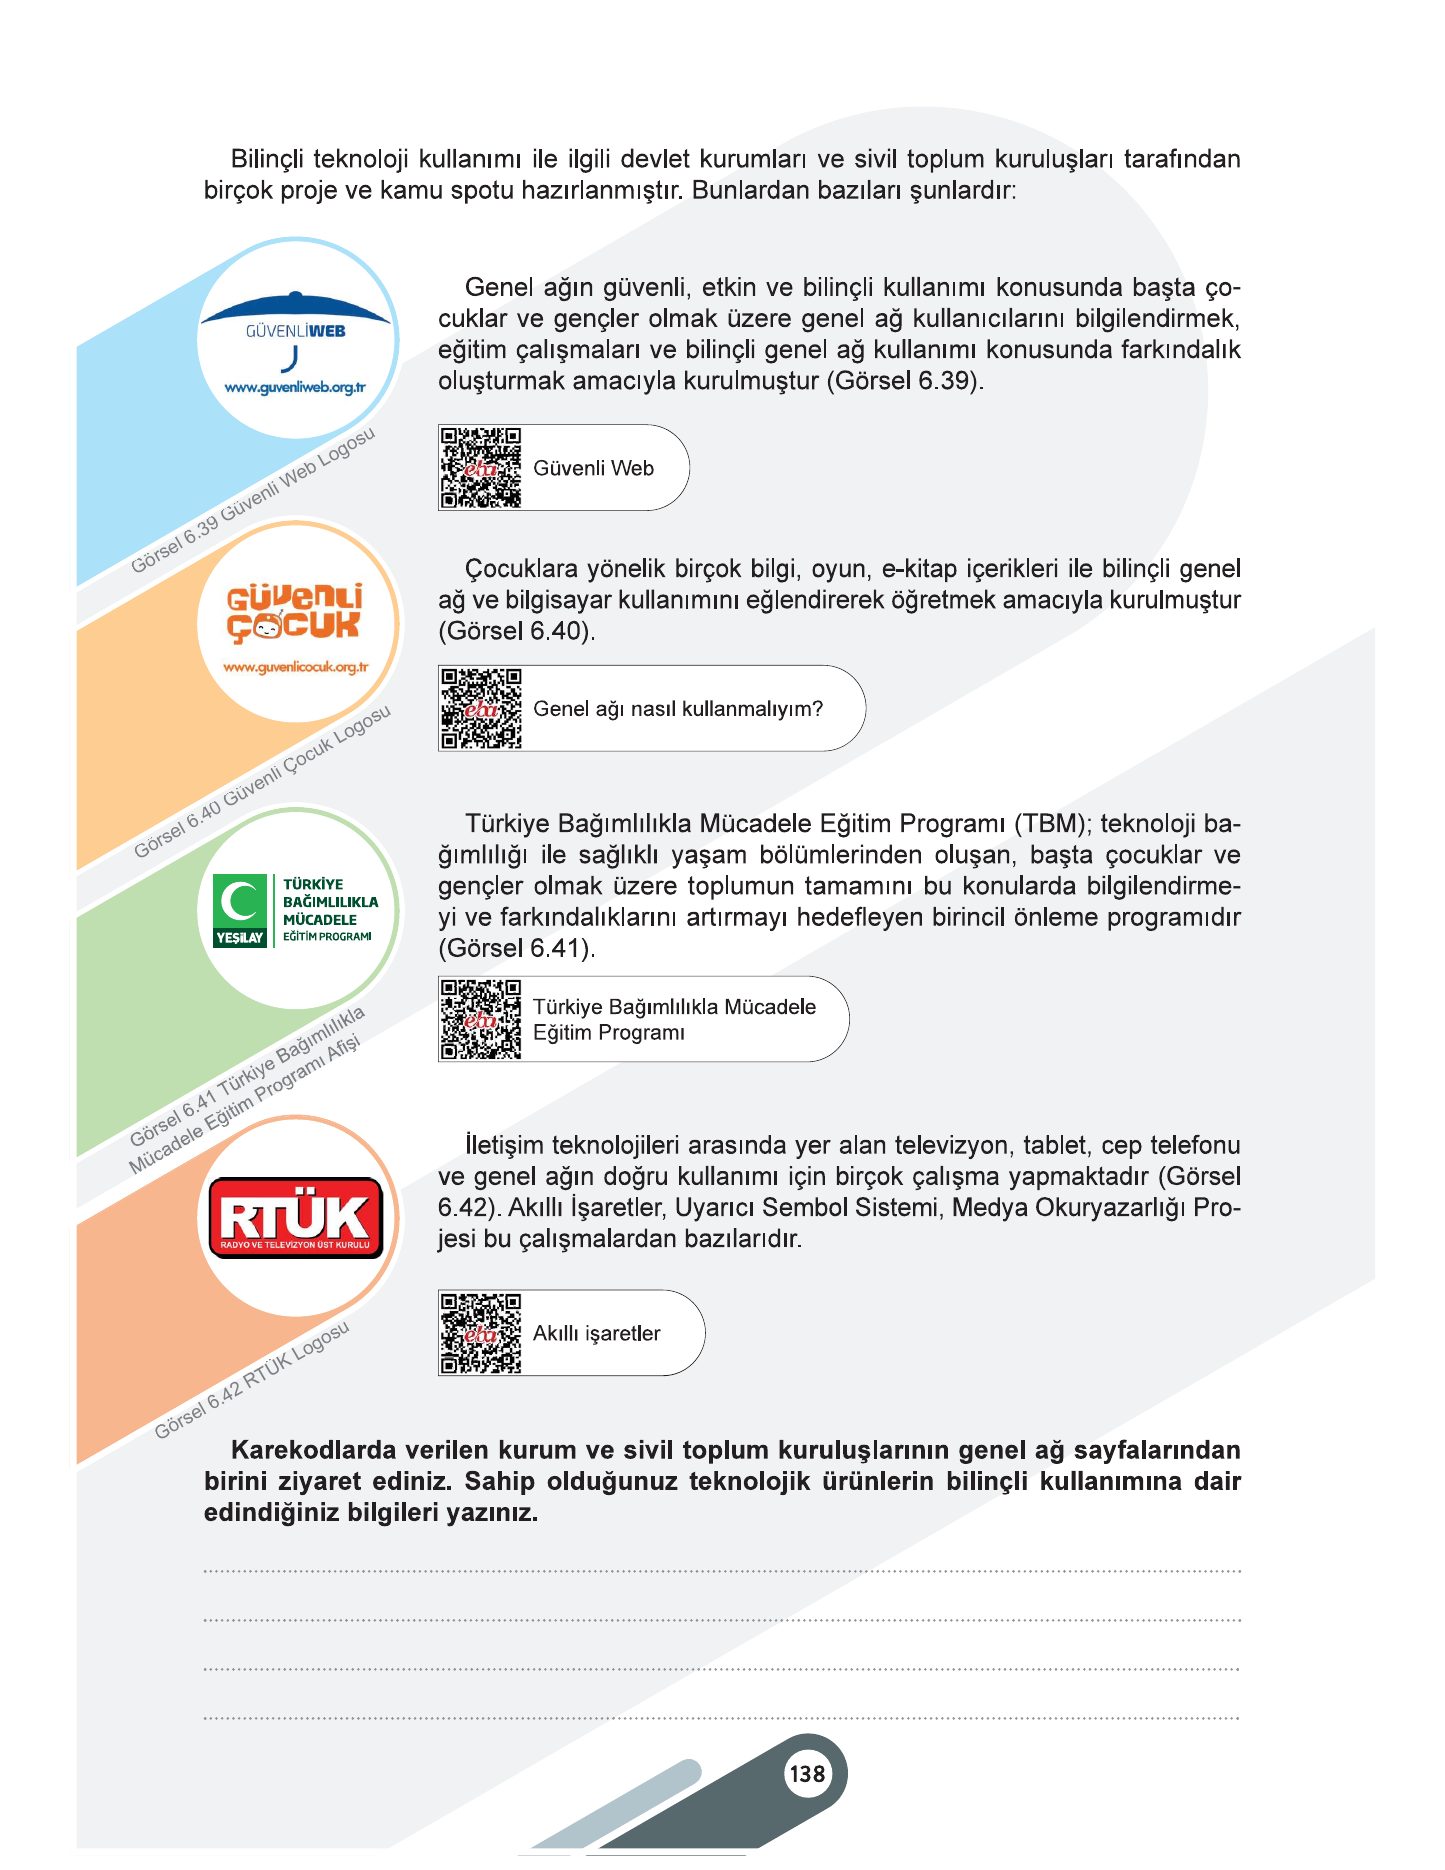 Bilinçli teknoloji kullanımı ile ilgili devlet kurumları ve sivil toplum kuruluşları tarafından
birçok proje ve kamu spotu hazırlanmıştır. Bunlardan bazıları şunlardır:
GÜVENLİWEB
www.guvenliweb.org.tr
Görsel 6.39 Güvenli Web Logosu
Genel ağın güvenli, etkin ve bilinçli kullanımı konusunda başta ço-
cuklar ve gençler olmak üzere genel ağ kullanıcılarını bilgilendirmek,
eğitim çalışmaları ve bilinçli genel ağ kullanımı konusunda farkındalık
oluşturmak amacıyla kurulmuştur (Görsel 6.39).
eba
Güvenli Web
GÜVENLİ
ÇOCUK
www.guvenlicocuk.org.tr
Görsel 6.40 Güvenli Çocuk Logosu
Çocuklara yönelik birçok bilgi, oyun, e-kitap içerikleri ile bilinçli genel
ağ ve bilgisayar kullanımını eğlendirerek öğretmek amacıyla kurulmuştur
(Görsel 6.40).
eba
Genel ağı nasıl kullanmalıyım?
TÜRKİYE
BAĞIMLILIKLA
MÜCADELE
EĞİTİM PROGRAMI
YEŞİLAY
Görsel 6.41 Türkiye Bağımlılıkla
Mücadele Eğitim Programı Afişi
Türkiye Bağımlılıkla Mücadele Eğitim Programı (TBM); teknoloji ba-
ğımlılığı ile sağlıklı yaşam bölümlerinden oluşan, başta çocuklar ve
gençler olmak üzere toplumun tamamını bu konularda bilgilendirme-
yi ve farkındalıklarını artırmayı hedefleyen birincil önleme programıdır
(Görsel 6.41).
eba
Türkiye Bağımlılıkla Mücadele
Eğitim Programı
RTÜK
RADYO VE TELEVİZYON ÜST KURULU
Görsel 6.42 RTÜK Logosu
İletişim teknolojileri arasında yer alan televizyon, tablet, cep telefonu
ve genel ağın doğru kullanımı için birçok çalışma yapmaktadır (Görsel
6.42). Akıllı İşaretler, Uyarıcı Sembol Sistemi, Medya Okuryazarlığı Pro-
jesi bu çalışmalardan bazılarıdır.
eba
Akıllı işaretler
Karekodlarda verilen kurum ve sivil toplum kuruluşlarının genel ağ sayfalarından
birini ziyaret ediniz. Sahip olduğunuz teknolojik ürünlerin bilinçli kullanımına dair
edindiğiniz bilgileri yazınız.
138